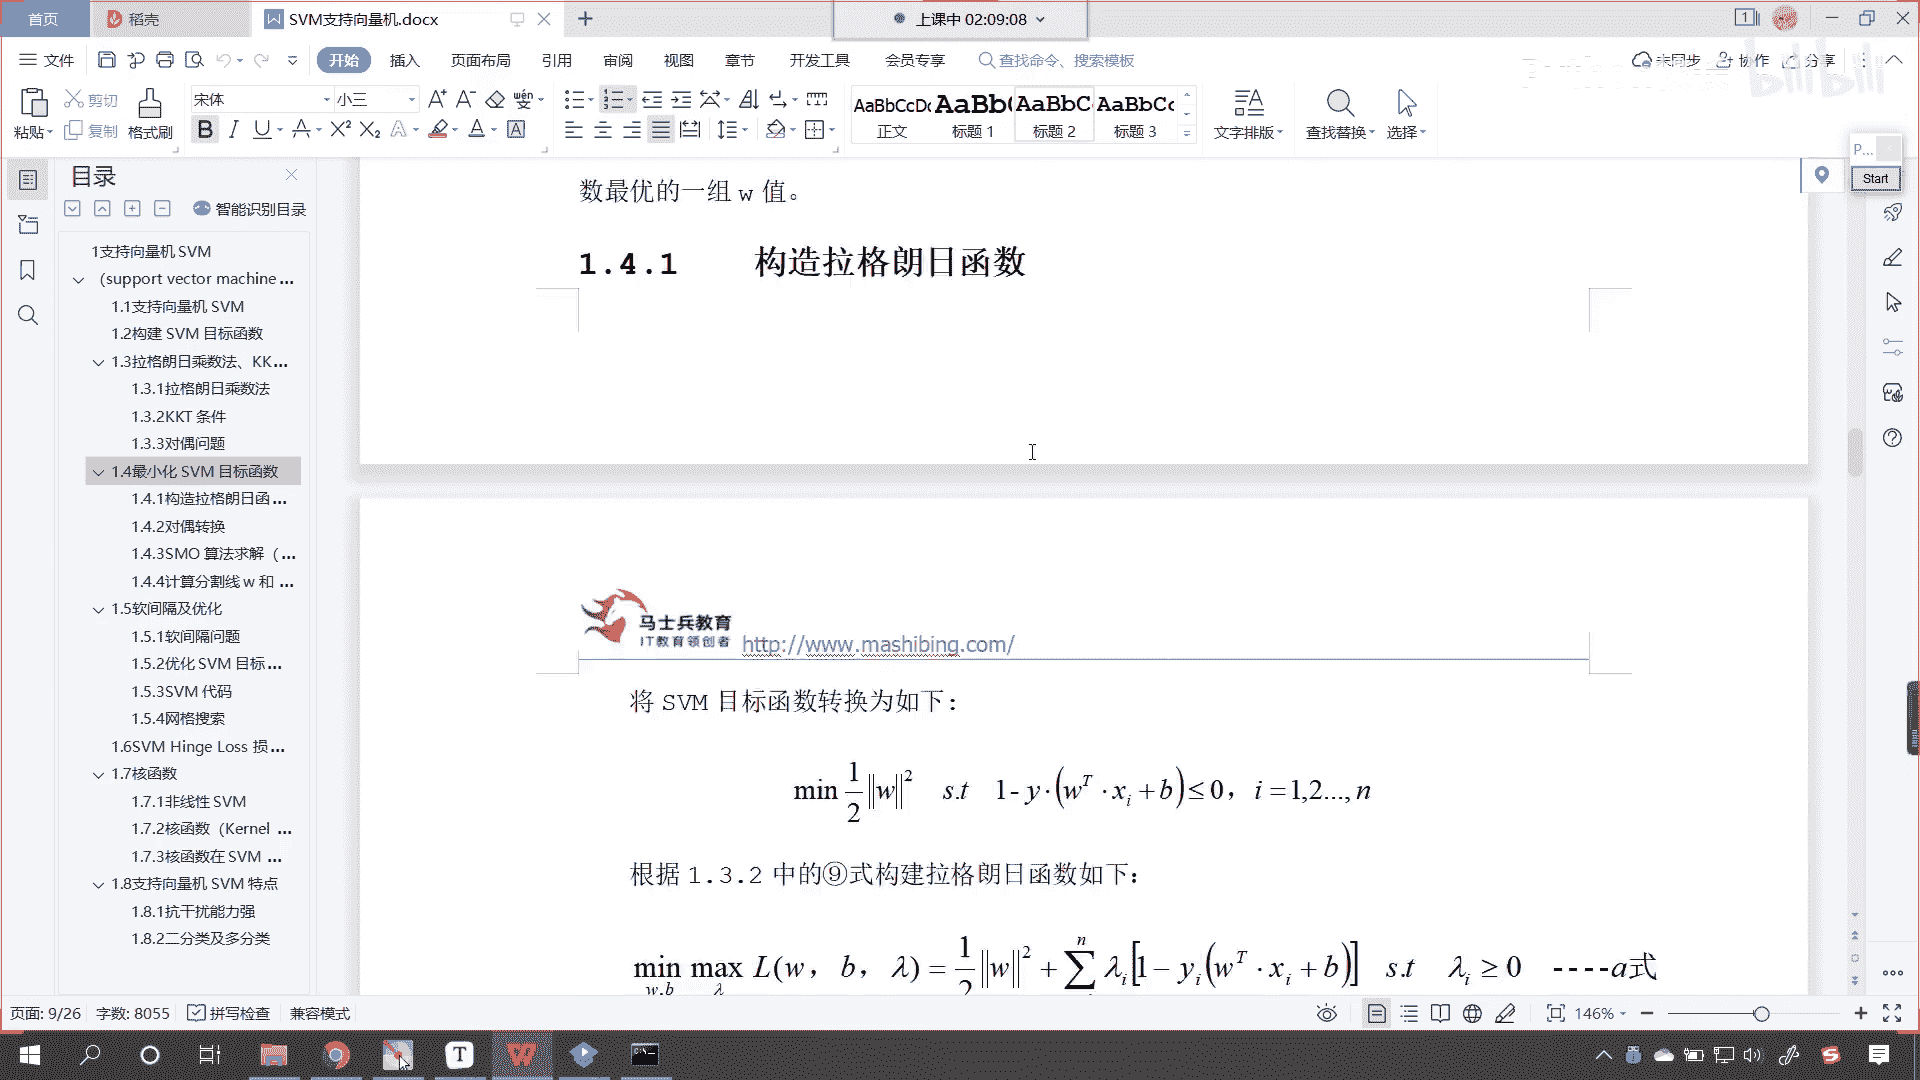 首页
稻壳
SVM支持向量机.docx
上课中 02:09:08
文件
开始
插入
页面布局
引用
审阅
视图
章节
开发工具
会员专享
查找命令、搜索模板
未同步
协作
分享
bilibili
粘贴
剪切
复制
格式刷
宋体
小三
AaBbCcDd
AaBb(
AaBbC
AaBbC
正文
标题 1
标题 2
标题 3
文字排版
查找替换
选择
P...
Start
目录
智能识别目录
1支持向量机 SVM
（support vector machine ...
1.1支持向量机 SVM
1.2构建 SVM 目标函数
1.3拉格朗日乘数法、KK...
1.3.1拉格朗日乘数法
1.3.2KKT 条件
1.3.3对偶问题
1.4最小化 SVM 目标函数
1.4.1构造拉格朗日函 ...
1.4.2对偶转换
1.4.3SMO 算法求解（ ...
1.4.4计算分割线 w 和 ...
1.5软间隔及优化
1.5.1软间隔问题
1.5.2优化 SVM 目标...
1.5.3SVM 代码
1.5.4网格搜索
1.6SVM Hinge Loss 损...
1.7核函数
1.7.1非线性 SVM
1.7.2核函数（Kernel ...
1.7.3核函数在 SVM ...
1.8支持向量机 SVM 特点
1.8.1抗干扰能力强
1.8.2二分类及多分类
数最优的一组 w 值。
1.4.1 构造拉格朗日函数
马士兵教育
IT教育领创者
http://www.mashibing.com/
将 SVM 目标函数转换为如下：
min 1/2 ||w||² s.t 1- y·(w^T · x_i + b) ≤ 0， i = 1,2..., n
根据 1.3.2 中的⑨式构建拉格朗日函数如下：
min max L(w， b， λ) = 1/2 ||w||² + ∑ⁿ λ_i [1 − y_i (w^T · x_i + b)] s.t λ_i ≥ 0 ----a式
w,b λ
页面: 9/26
字数: 8055
拼写检查
兼容模式
146%